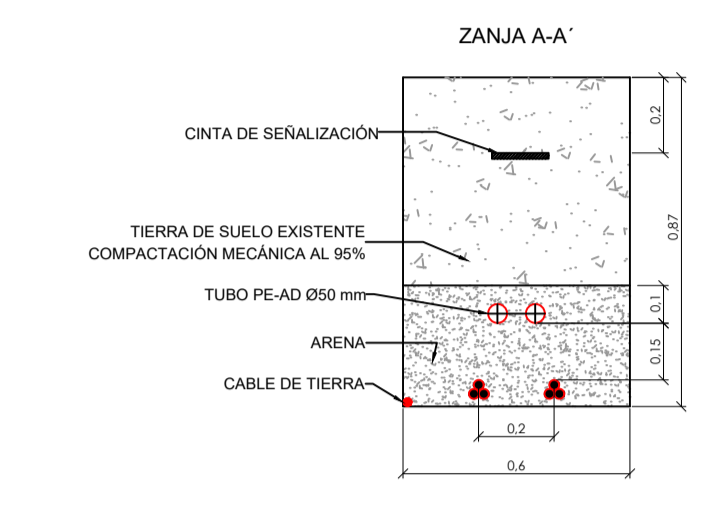 ZANJA A-A´
CINTA DE SEÑALIZACIÓN
0,2
TIERRA DE SUELO EXISTENTE
COMPACTACIÓN MECÁNICA AL 95%
0,87
TUBO PE-AD Ø50 mm
0,1
ARENA
0,15
CABLE DE TIERRA
0,2
0,6